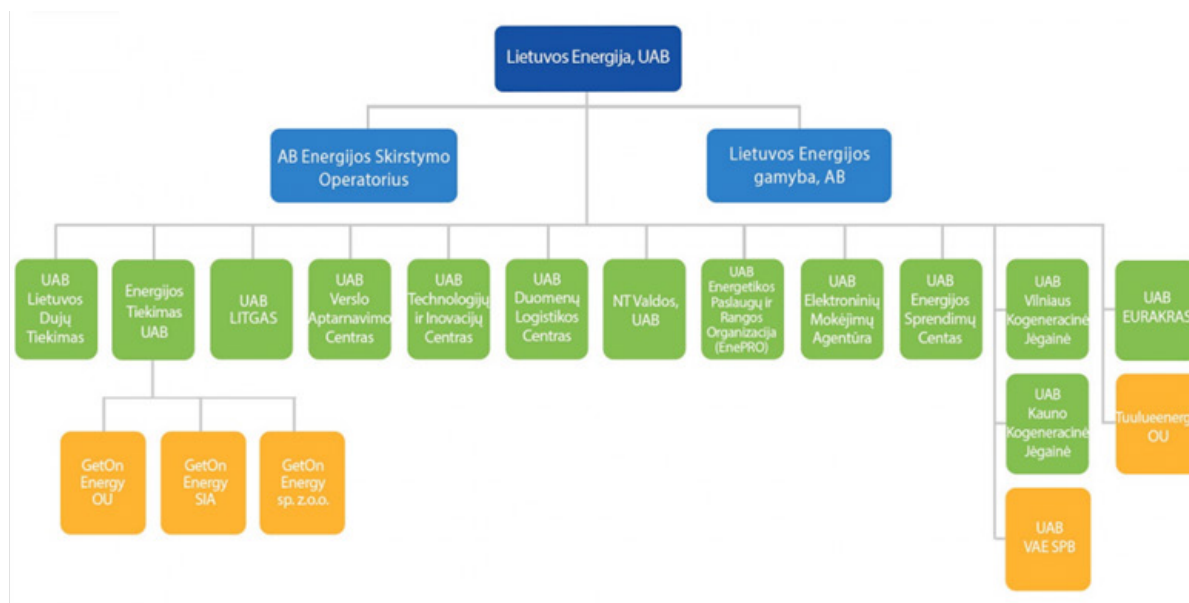 Lietuvos Energija, UAB
AB Energijos Skirstymo
Operatorius
Lietuvos Energijos
gamyba, AB
UAB
Lietuvos
Dujų
Tiekimas
Energijos
Tiekimas
UAB
UAB
LITGAS
UAB
Verslo
Aptarnavimo
Centras
UAB
Technologijų
ir Inovacijų
Centras
UAB
Duomenų
Logistikos
Centras
NT Valdos,
UAB
UAB
Energetikos
Paslaugų ir
Rangos
Organizacija
(EnePRO)
UAB
Elektroninių
Mokėjimų
Agentūra
UAB
Energijos
Sprendimų
Centas
UAB
Vilniaus
Kogeneracinė
Jėgainė
UAB
EURAKRAS
UAB
Kauno
Kogeneracinė
Jėgainė
Tuulueenerg
OU
GetOn
Energy
OU
GetOn
Energy
SIA
GetOn
Energy
sp. z.o.o.
UAB
VAE SPB